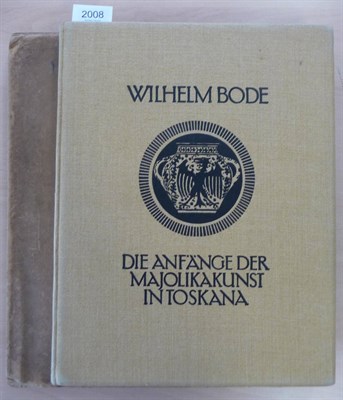 2008
WILHELM BODE
DIE ANFÄNGE DER
MAJOLIKAKUNST
IN TOSKANA